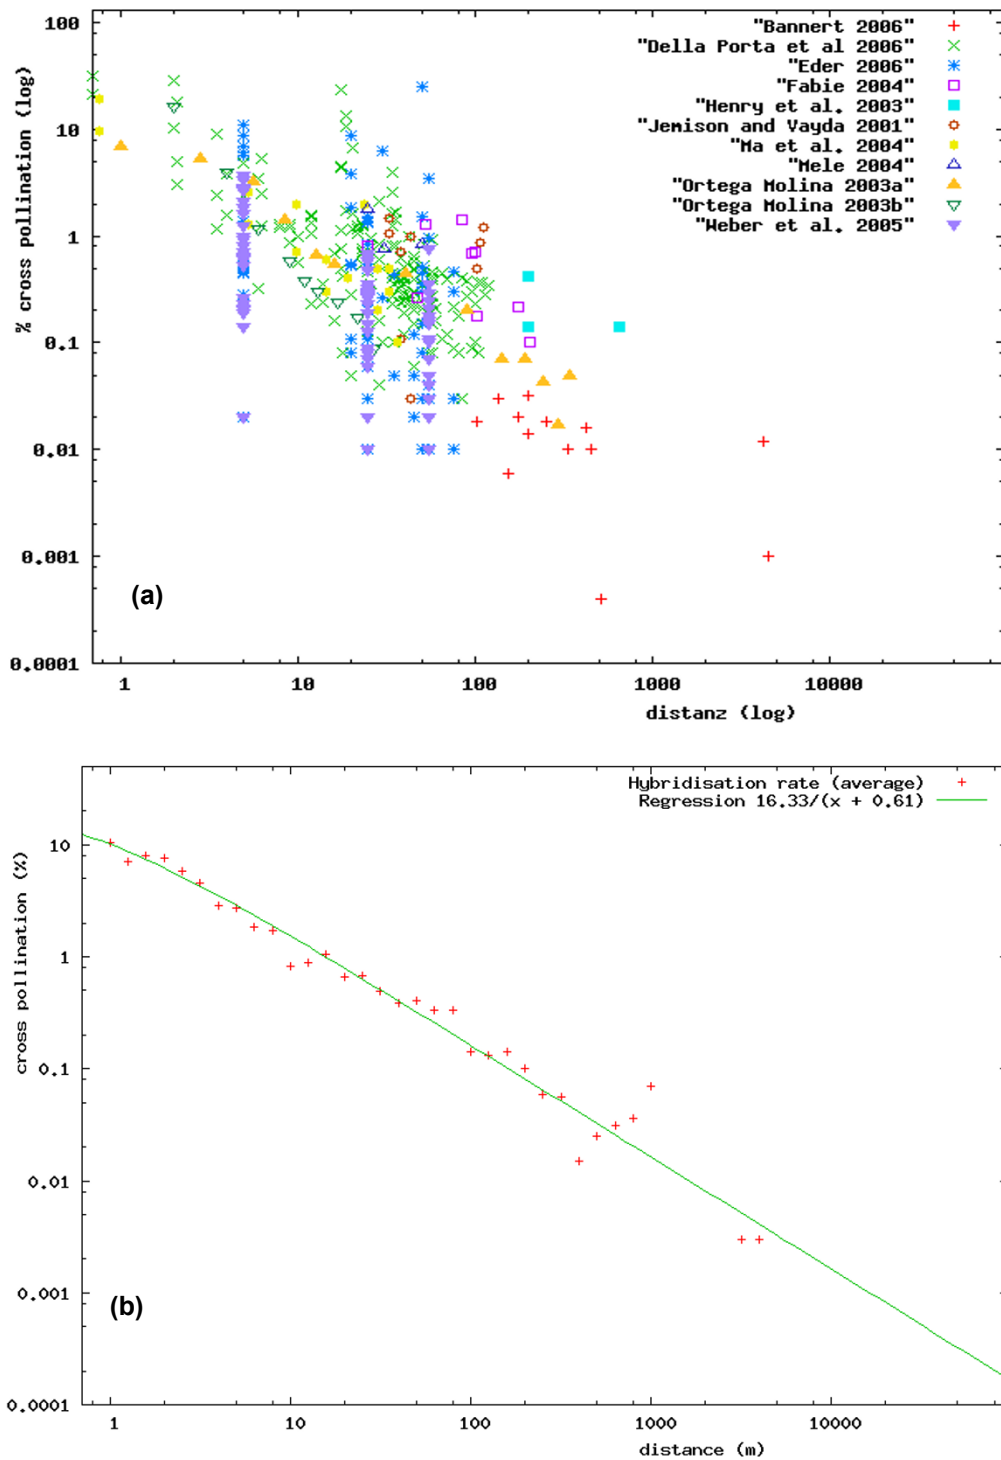 100
10
1
0.1
0.01
0.001
0.0001
% cross pollination (log)
"Bannert 2006"
"Della Porta et al 2006"
"Eder 2006"
"Fabie 2004"
"Henry et al. 2003"
"Jemison and Vayda 2001"
"Ma et al. 2004"
"Mele 2004"
"Ortega Molina 2003a"
"Ortega Molina 2003b"
"Weber et al. 2005"
(a)
1 10 100 1000 10000
distanz (log)
Hybridisation rate (average)
Regression 16.33/(x + 0.61)
10
1
0.1
0.01
0.001
0.0001
cross pollination (%)
(b)
1 10 100 1000 10000
distance (m)